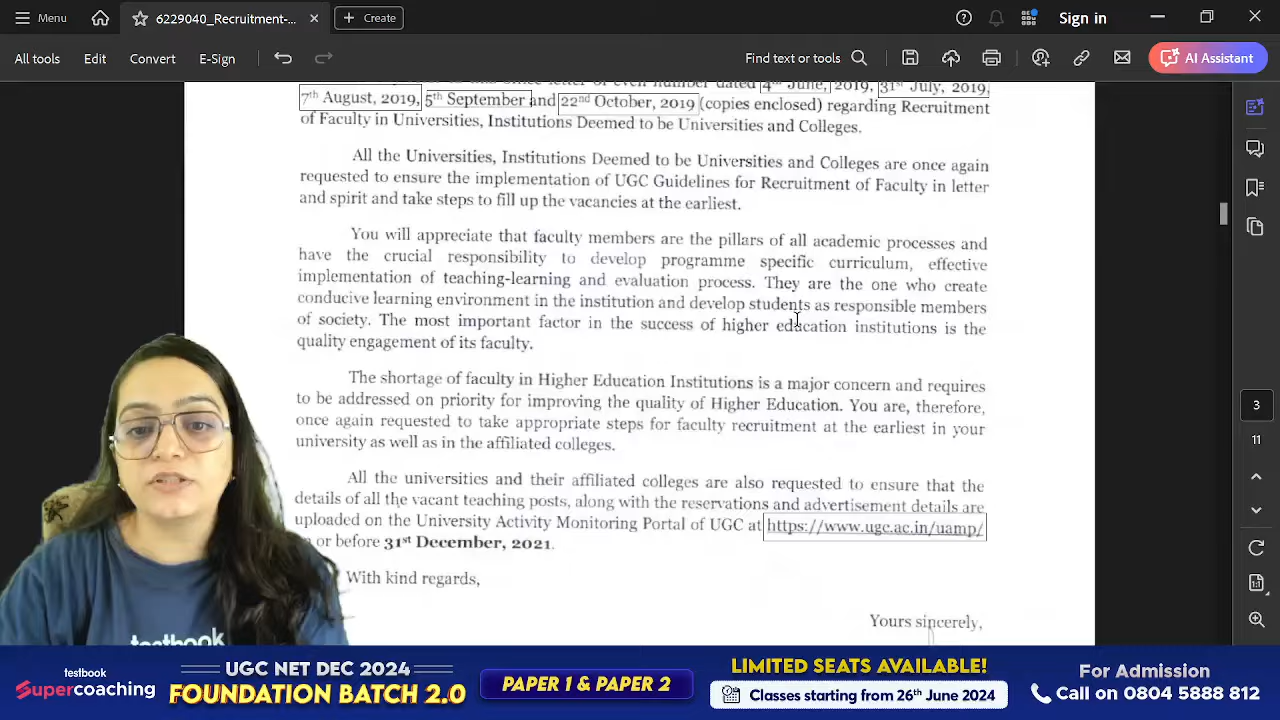 Menu
6229040_Recruitment-...
Create
Sign in
All tools Edit Convert E-Sign
Find text or tools
AI Assistant
letter of even number dated 4th June, 2019, 31st July, 2019,
7th August, 2019, 5th September and 22nd October, 2019 (copies enclosed) regarding Recruitment
of Faculty in Universities, Institutions Deemed to be Universities and Colleges.
All the Universities, Institutions Deemed to be Universities and Colleges are once again
requested to ensure the implementation of UGC Guidelines for Recruitment of Faculty in letter
and spirit and take steps to fill up the vacancies at the earliest.
You will appreciate that faculty members are the pillars of all academic processes and
have the crucial responsibility to develop programme specific curriculum, effective
implementation of teaching-learning and evaluation process. They are the one who create
conducive learning environment in the institution and develop students as responsible members
of society. The most important factor in the success of higher education institutions is the
quality engagement of its faculty.
The shortage of faculty in Higher Education Institutions is a major concern and requires
to be addressed on priority for improving the quality of Higher Education. You are, therefore,
once again requested to take appropriate steps for faculty recruitment at the earliest in your
university as well as in the affiliated colleges.
All the universities and their affiliated colleges are also requested to ensure that the
details of all the vacant teaching posts, along with the reservations and advertisement details are
uploaded on the University Activity Monitoring Portal of UGC at https://www.ugc.ac.in/uamp/
or before 31st December, 2021.
With kind regards,
Yours sincerely,
3
11
testbook
testbook
Supercoaching
UGC NET DEC 2024
FOUNDATION BATCH 2.0
PAPER 1 & PAPER 2
LIMITED SEATS AVAILABLE!
Classes starting from 26th June 2024
For Admission
Call on 0804 5888 812